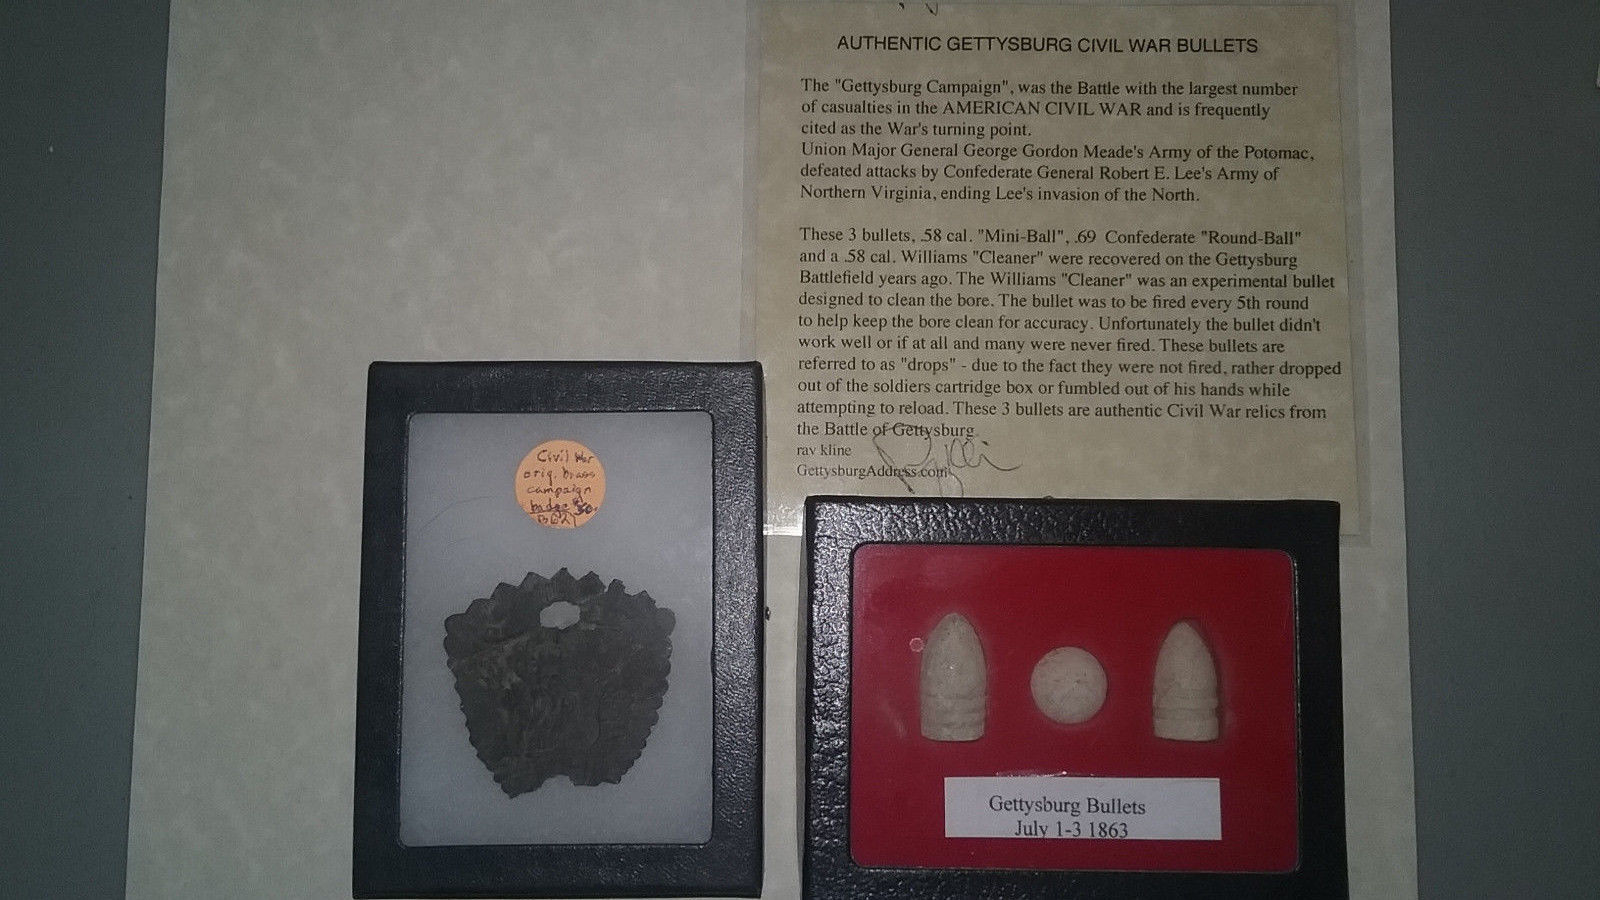 AUTHENTIC GETTYSBURG CIVIL WAR BULLETS
The "Gettysburg Campaign", was the Battle with the largest number
of casualties in the AMERICAN CIVIL WAR and is frequently
cited as the War's turning point.
Union Major General George Gordon Meade's Army of the Potomac,
defeated attacks by Confederate General Robert E. Lee's Army of
Northern Virginia, ending Lee's invasion of the North.
These 3 bullets, .58 cal. "Mini-Ball", .69 Confederate "Round-Ball"
and a .58 cal. Williams "Cleaner" were recovered on the Gettysburg
Battlefield years ago. The Williams "Cleaner" was an experimental bullet
designed to clean the bore. The bullet was to be fired every 5th round
to help keep the bore clean for accuracy. Unfortunately the bullet didn't
work well or if at all and many were never fired. These bullets are
referred to as "drops" - due to the fact they were not fired, rather dropped
out of the soldiers cartridge box or fumbled out of his hands while
attempting to reload. These 3 bullets are authentic Civil War relics from
the Battle of Gettysburg
ray kline
GettysburgAddress.com
Civil War
orig. brass
campaign
badge
Gettysburg Bullets
July 1-3 1863